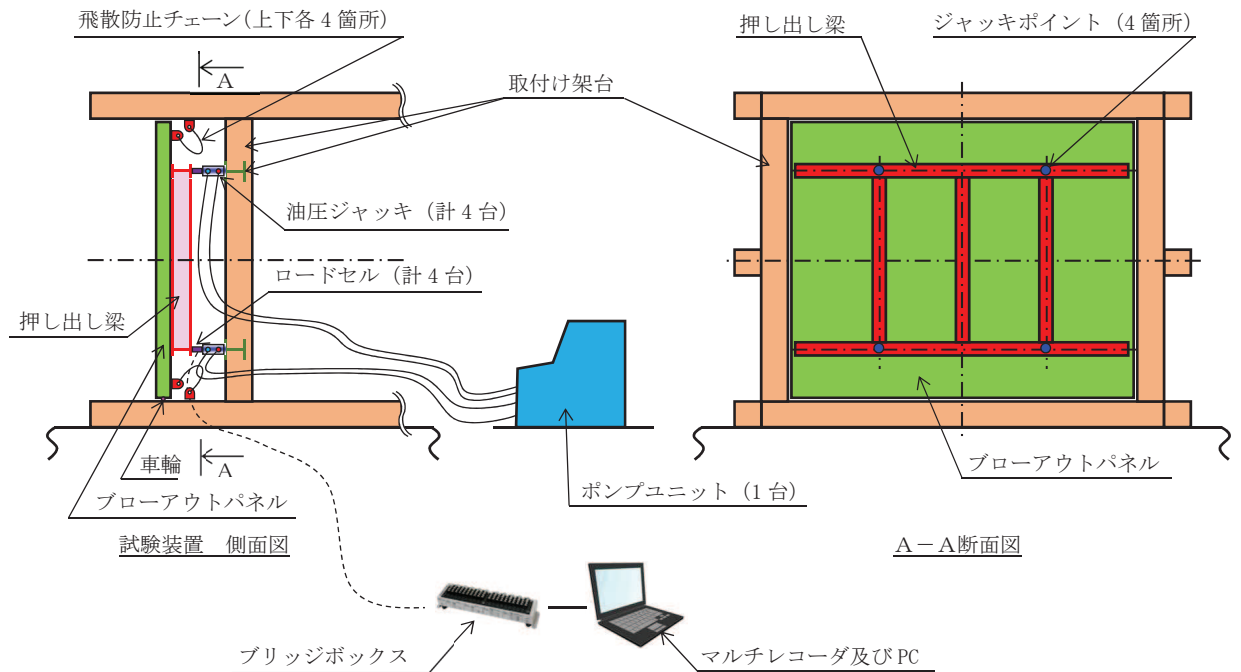 飛散防止チェーン（上下各4箇所）
押し出し梁
ジャッキポイント（4箇所）
A
取付け架台
油圧ジャッキ（計4台）
ロードセル（計4台）
押し出し梁
車輪
A
ブローアウトパネル
ブローアウトパネル
ポンプユニット（1台）
試験装置　側面図
A－A断面図
ブリッジボックス
マルチレコーダ及びPC